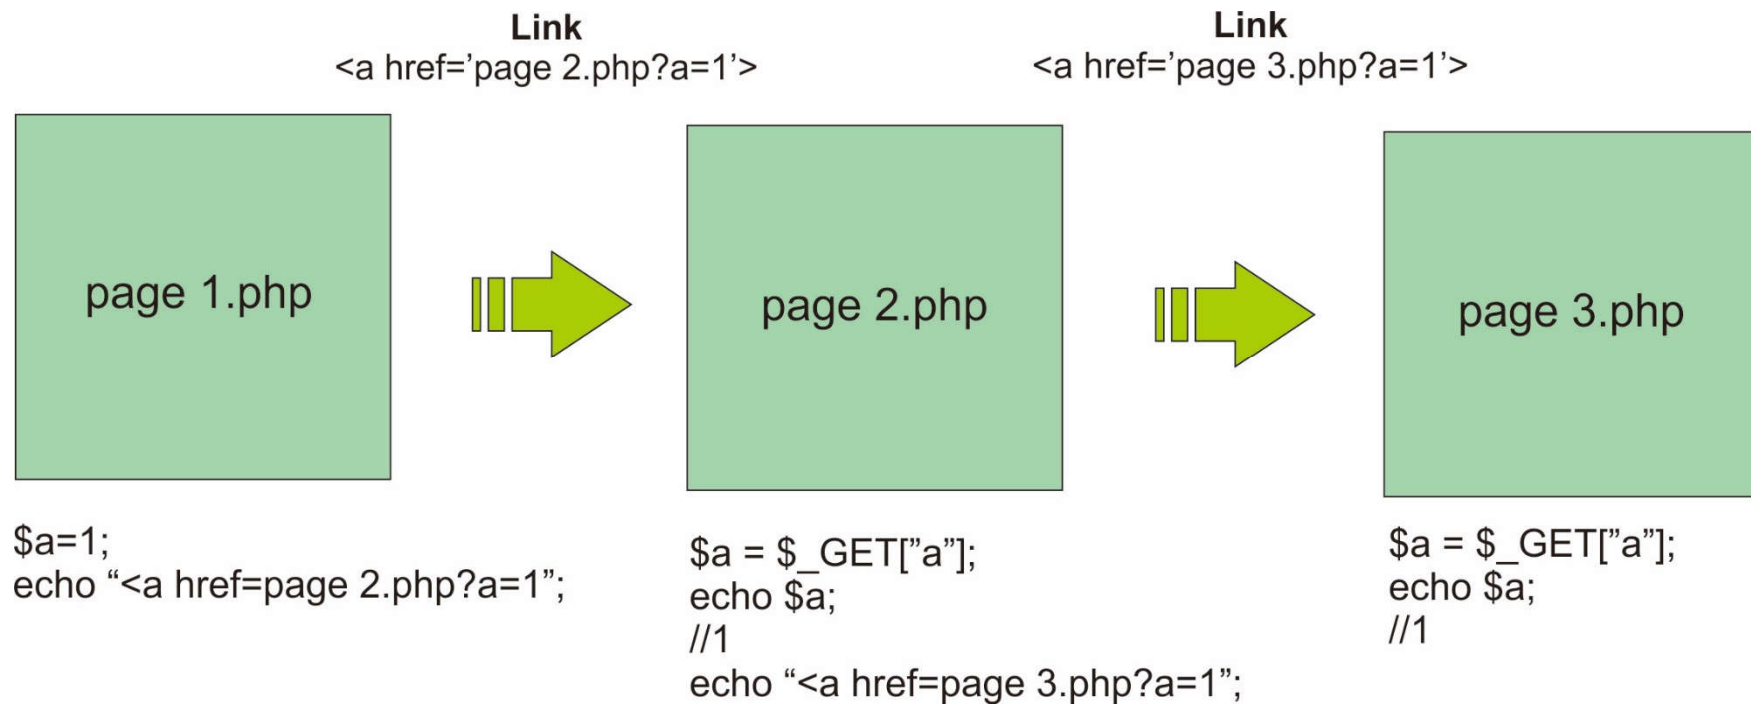 Link
<a href=’page 2.php?a=1’>
Link
<a href=’page 3.php?a=1’>
page 1.php
page 2.php
page 3.php
$a=1;
echo “<a href=page 2.php?a=1”;
$a = $_GET[”a”];
echo $a;
//1
echo “<a href=page 3.php?a=1”;
$a = $_GET[”a”];
echo $a;
//1